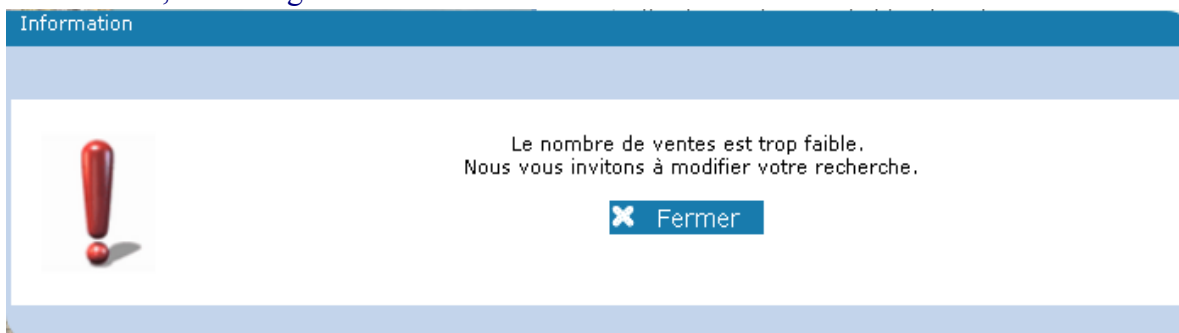 Information
Le nombre de ventes est trop faible.
Nous vous invitons à modifier votre recherche.
Fermer